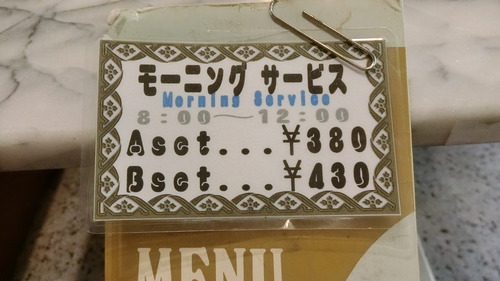 モーニング サービス
Morning Service
8:00～12:00
Aset...¥380
Bset...¥430
MENU